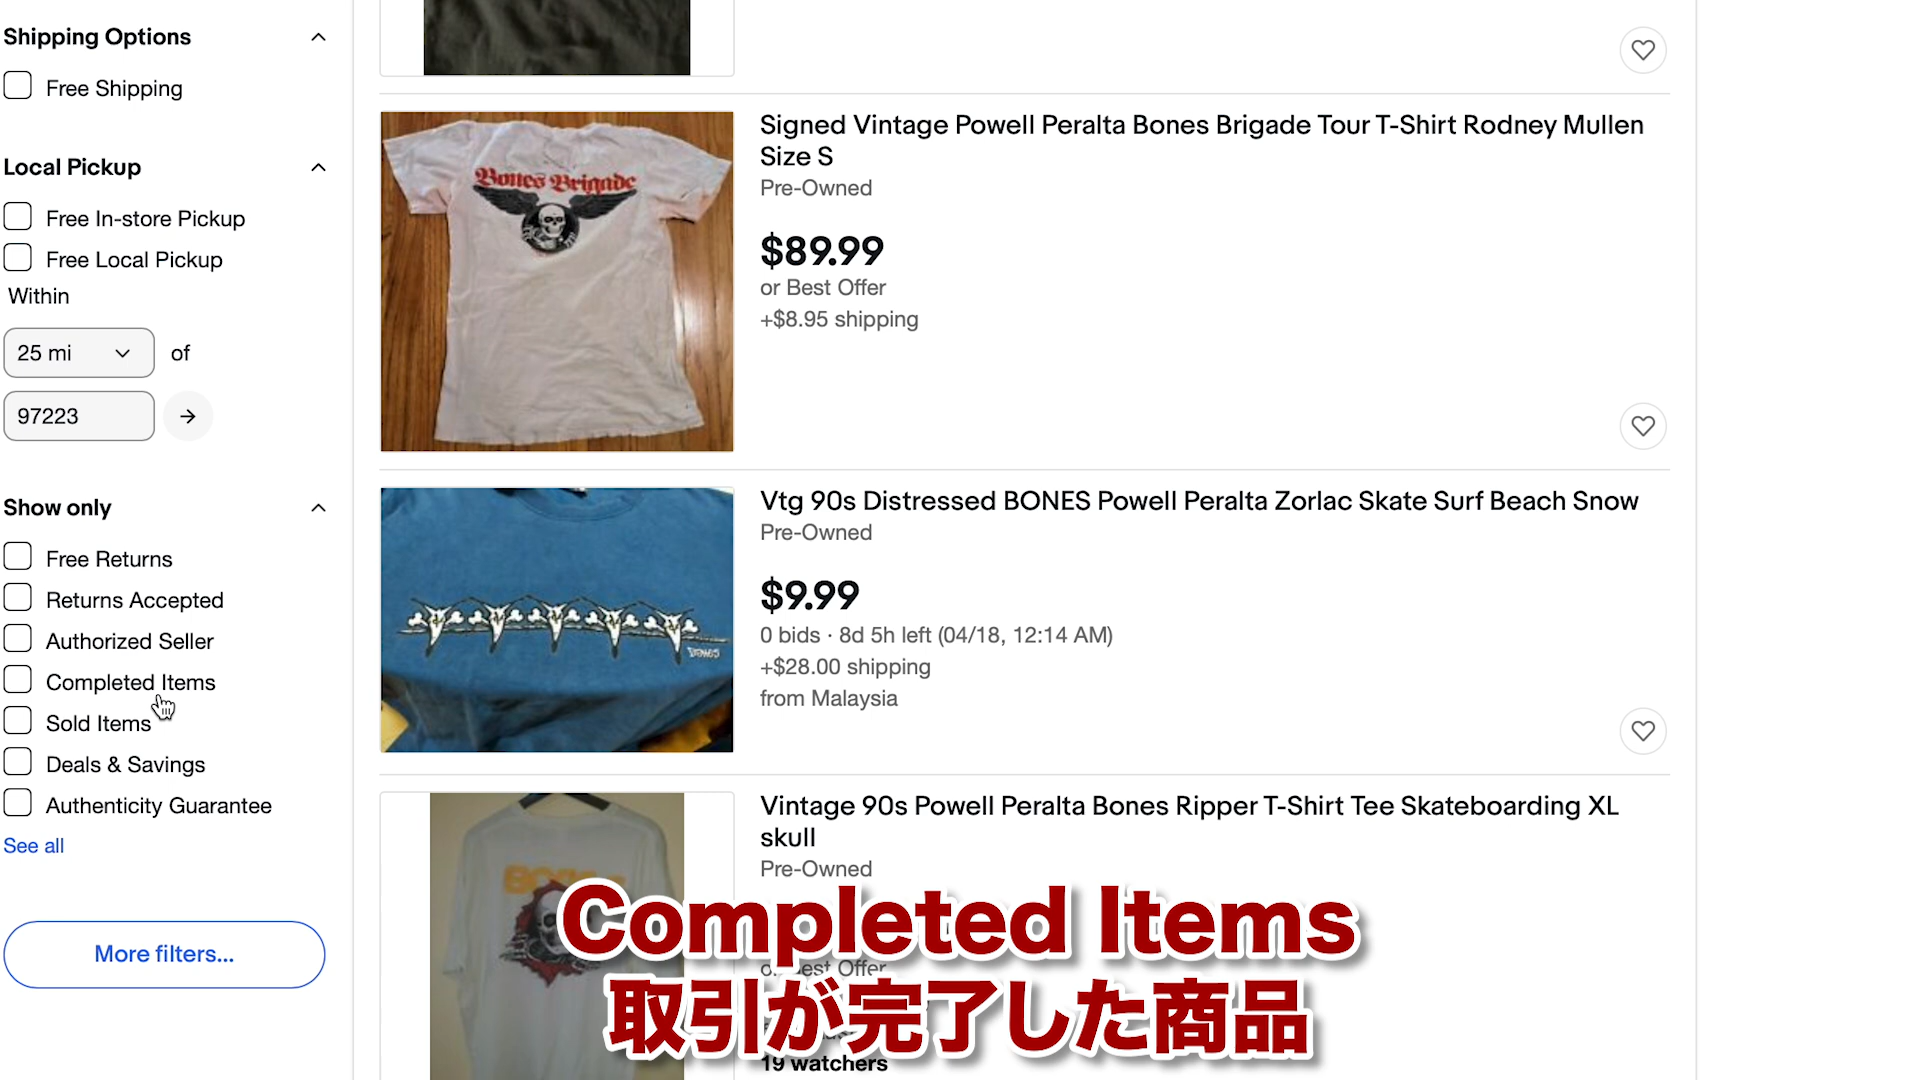 Shipping Options
Free Shipping
Local Pickup
Free In-store Pickup
Free Local Pickup
Within
25 mi
of
97223
Show only
Free Returns
Returns Accepted
Authorized Seller
Completed Items
Sold Items
Deals & Savings
Authenticity Guarantee
See all
More filters...
Bones Brigade
Signed Vintage Powell Peralta Bones Brigade Tour T-Shirt Rodney Mullen
Size S
Pre-Owned
$89.99
or Best Offer
+$8.95 shipping
Vtg 90s Distressed BONES Powell Peralta Zorlac Skate Surf Beach Snow
Pre-Owned
$9.99
0 bids · 8d 5h left (04/18, 12:14 AM)
+$28.00 shipping
from Malaysia
Vintage 90s Powell Peralta Bones Ripper T-Shirt Tee Skateboarding XL
skull
Pre-Owned
Completed Items
Best Offer
取引が完了した商品
19 watchers